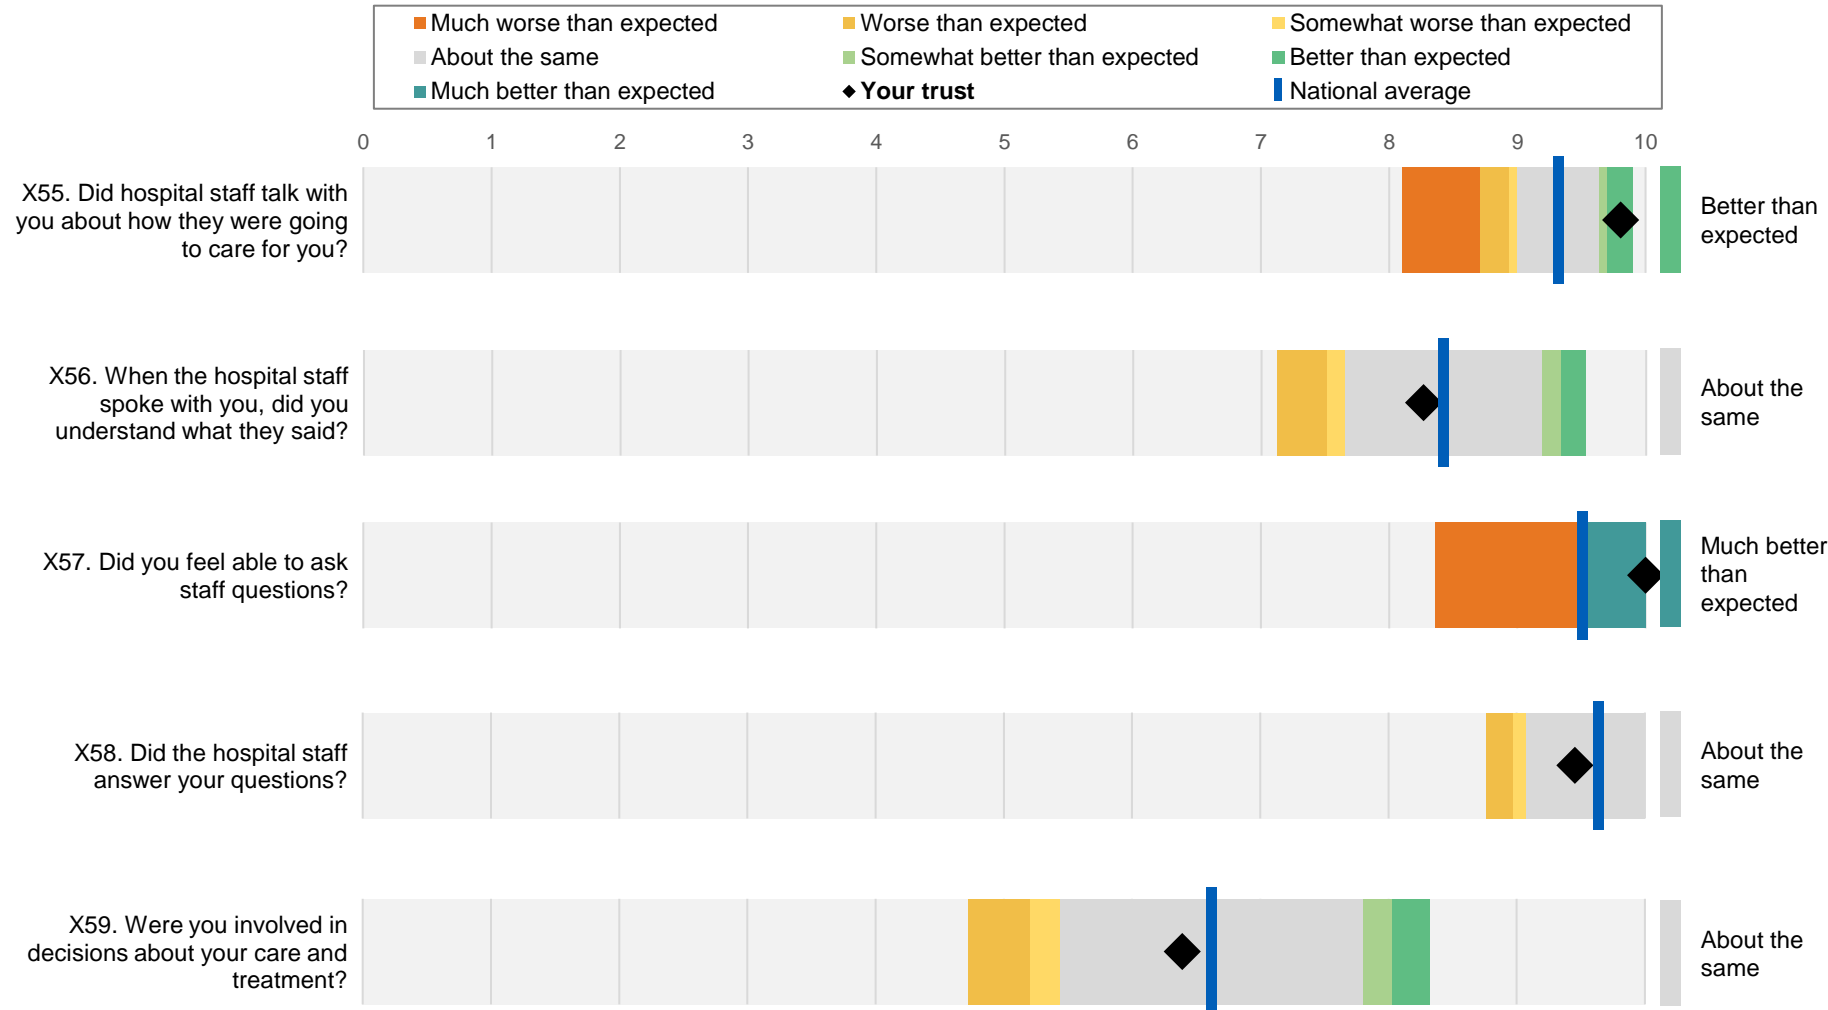 Much worse than expected
Worse than expected
Somewhat worse than expected
About the same
Somewhat better than expected
Better than expected
Much better than expected
Your trust
National average
0 1 2 3 4 5 6 7 8 9 10
X55. Did hospital staff talk with
you about how they were going
to care for you?
Better than
expected
X56. When the hospital staff
spoke with you, did you
understand what they said?
About the
same
X57. Did you feel able to ask
staff questions?
Much better
than
expected
X58. Did the hospital staff
answer your questions?
About the
same
X59. Were you involved in
decisions about your care and
treatment?
About the
same